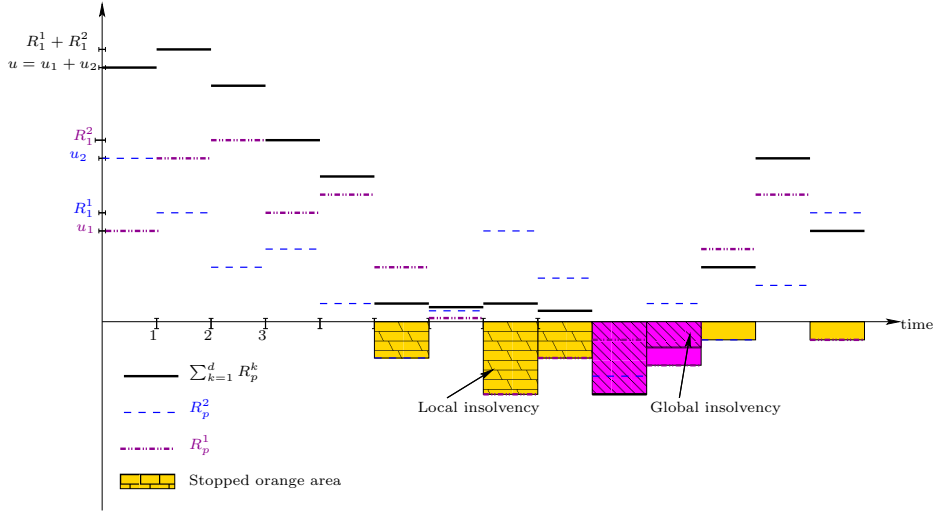 R_1^1 + R_1^2
u = u_1 + u_2
R_1^2
u_2
R_1^1
u_1
1 2 3
time
∑_{k=1}^d R_p^k
R_p^2
R_p^1
Local insolvency
Global insolvency
Stopped orange area